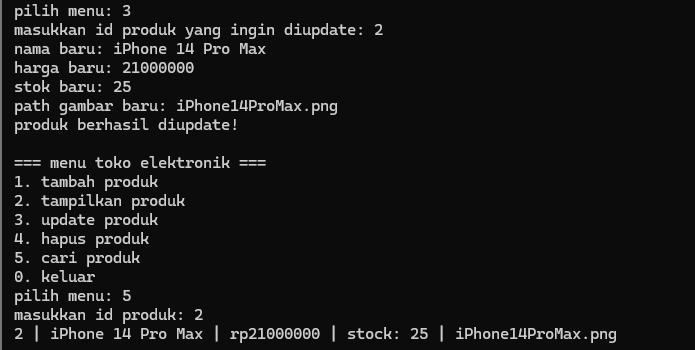 pilih menu: 3
masukkan id produk yang ingin diupdate: 2
nama baru: iPhone 14 Pro Max
harga baru: 21000000
stok baru: 25
path gambar baru: iPhone14ProMax.png
produk berhasil diupdate!

=== menu toko elektronik ===
1. tambah produk
2. tampilkan produk
3. update produk
4. hapus produk
5. cari produk
0. keluar
pilih menu: 5
masukkan id produk: 2
2 | iPhone 14 Pro Max | rp21000000 | stock: 25 | iPhone14ProMax.png